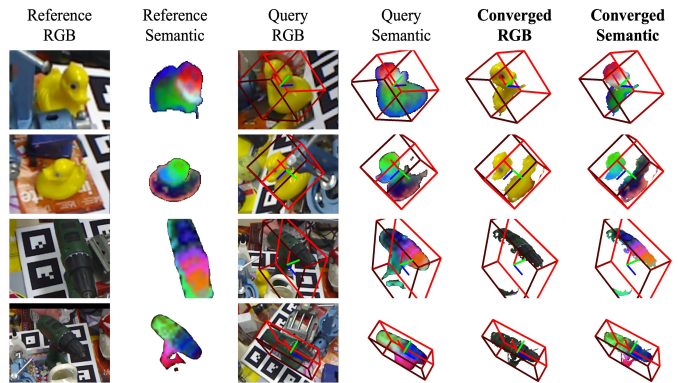 Reference RGB
Reference Semantic
Query RGB
Query Semantic
Converged RGB
Converged Semantic